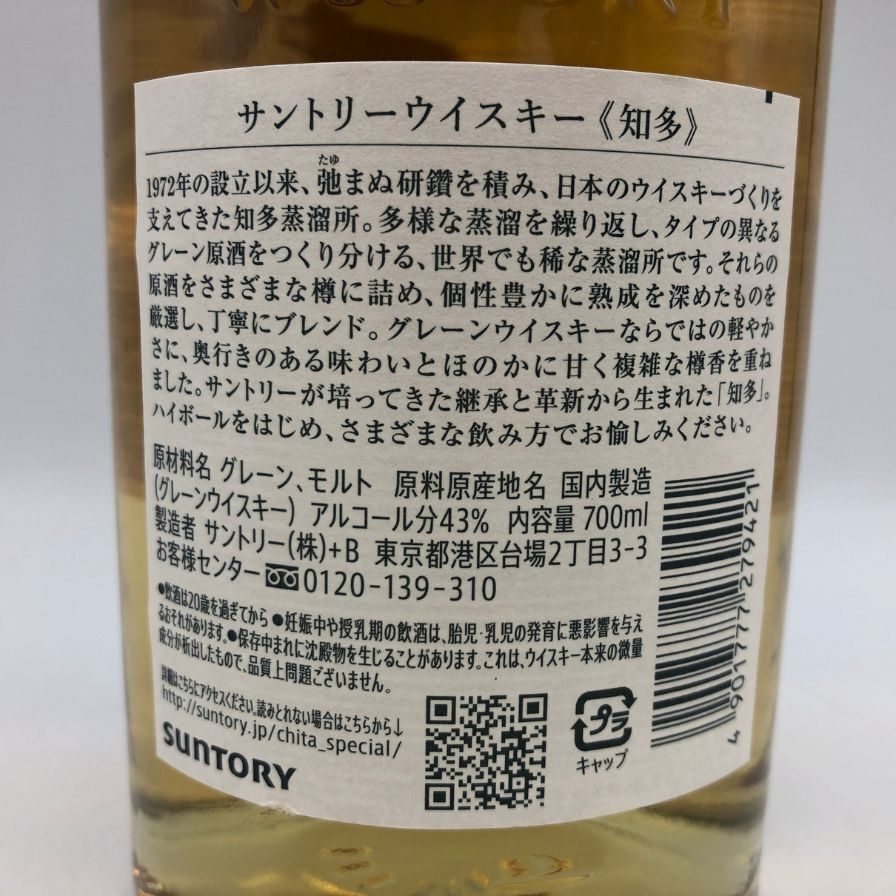 サントリーウイスキー《知多》
たゆ
1972年の設立以来、弛まぬ研鑽を積み、日本のウイスキーづくりを
支えてきた知多蒸溜所。多様な蒸溜を繰り返し、タイプの異なる
グレーン原酒をつくり分ける、世界でも稀な蒸溜所です。それらの
原酒をさまざまな樽に詰め、個性豊かに熟成を深めたものを
厳選し、丁寧にブレンド。グレーンウイスキーならではの軽やか
さに、奥行きのある味わいとほのかに甘く複雑な樽香を重ね
ました。サントリーが培ってきた継承と革新から生まれた「知多」。
ハイボールをはじめ、さまざまな飲み方でお愉しみください。
原材料名 グレーン、モルト 原料原産地名 国内製造
(グレーンウイスキー) アルコール分43% 内容量 700ml
製造者 サントリー(株)+B 東京都港区台場2丁目3-3
お客様センター 0120-139-310
●飲酒は20歳を過ぎてから ●妊娠中や授乳期の飲酒は、胎児・乳児の発育に悪影響を与え
るおそれがあります。●保存中まれに沈殿物を生じることがあります。これは、ウイスキー本来の微量
成分が析出したもので、品質上問題ございません。
詳細はこちらにアクセスください。読みとれない場合はこちらから↓
http://suntory.jp/chita_special/
SUNTORY
プラ
キャップ
4 901777 279421